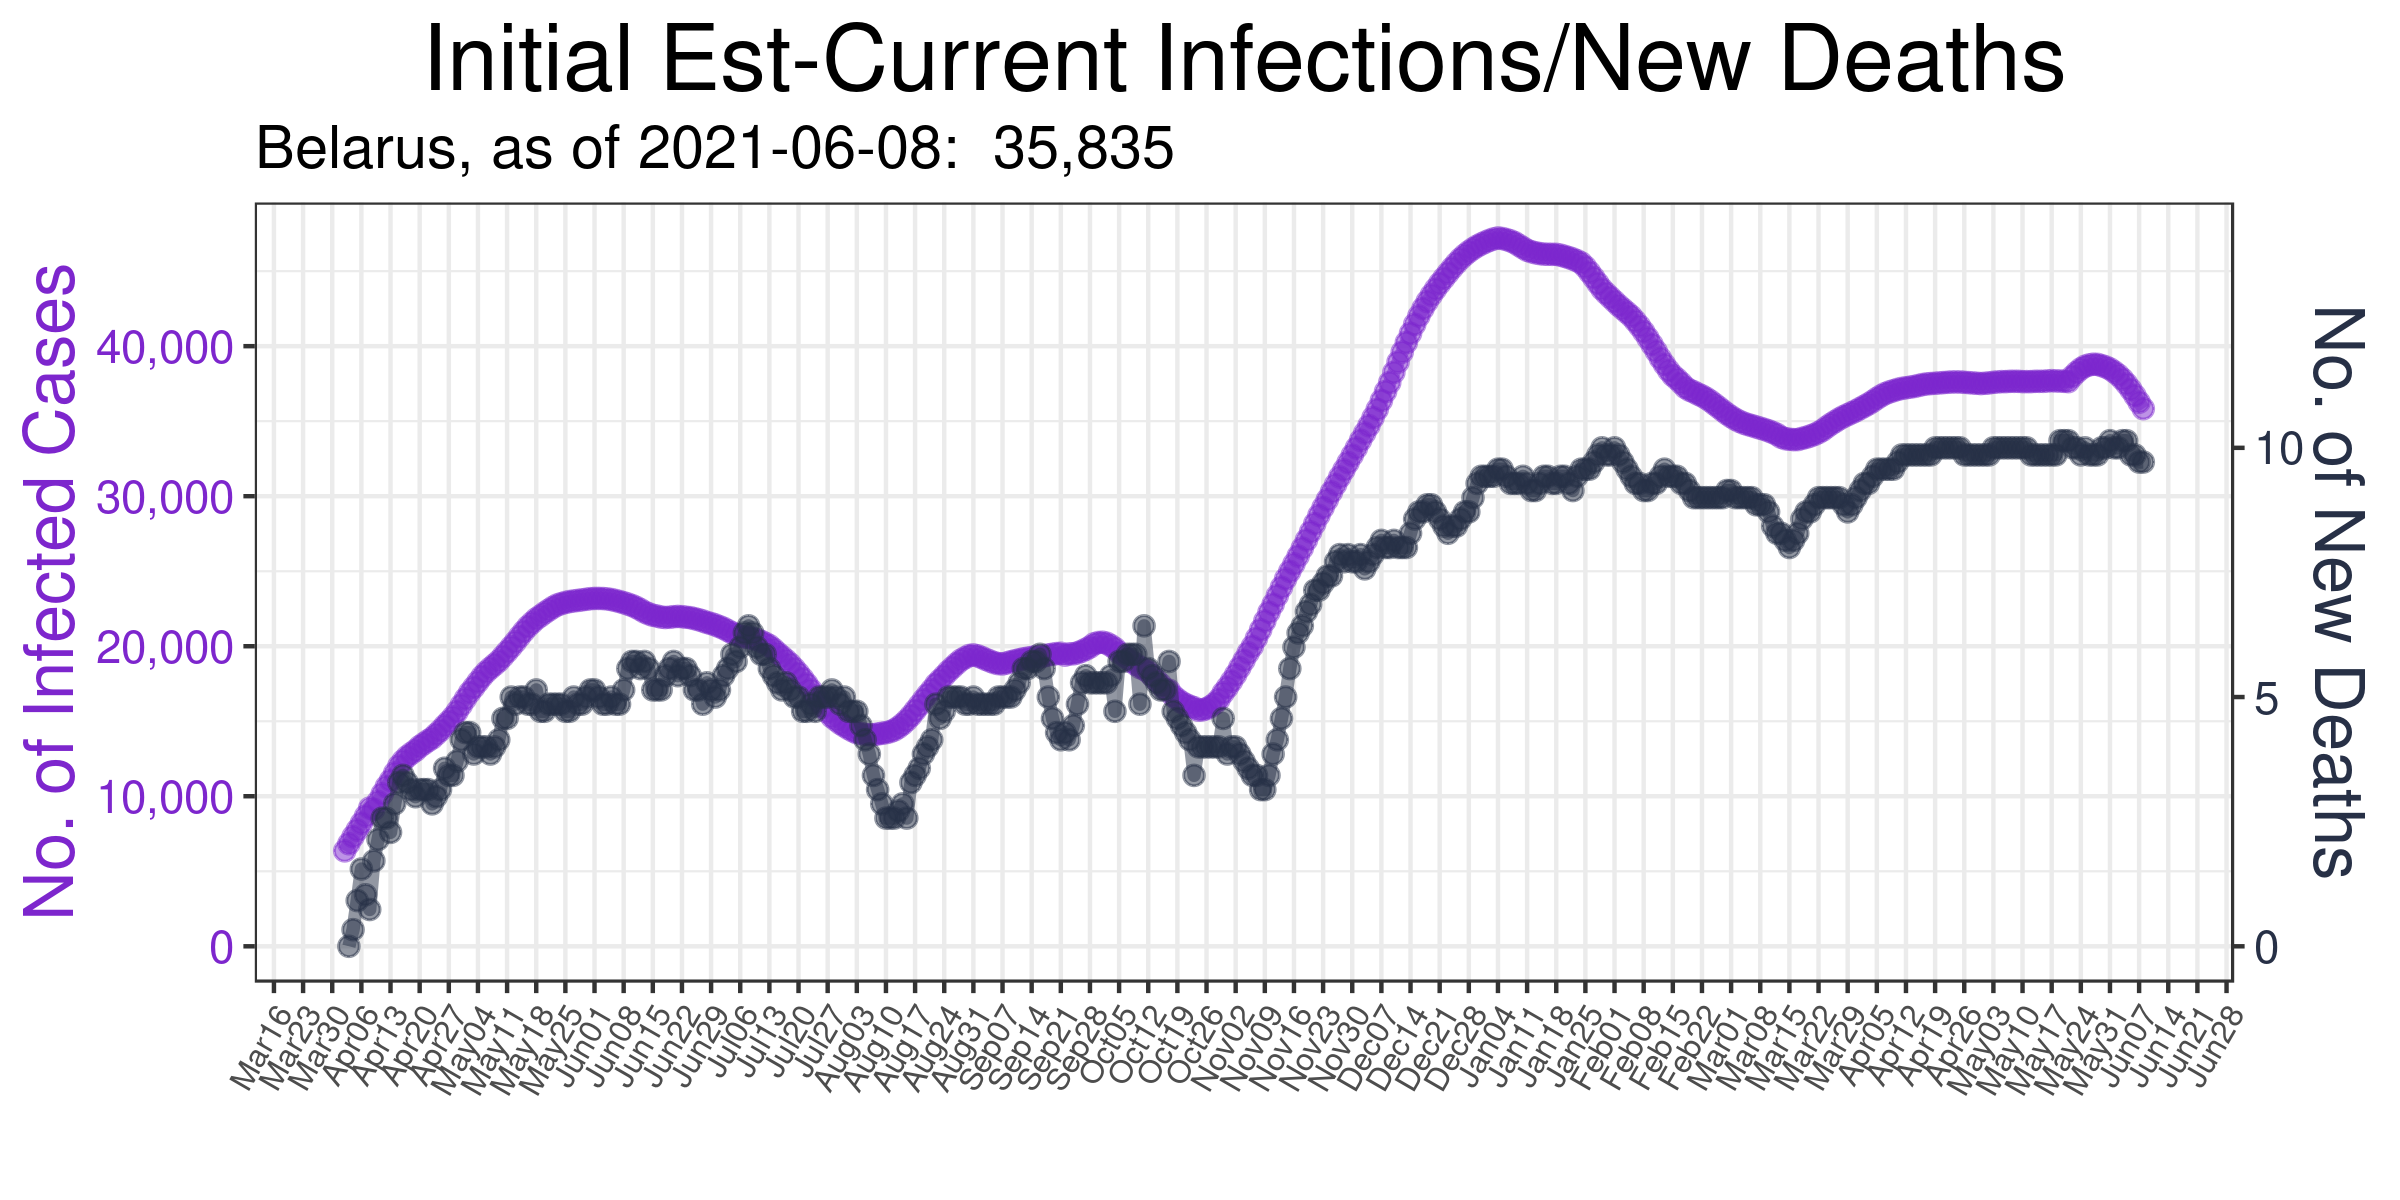 Initial Est-Current Infections/New Deaths
Belarus, as of 2021-06-08:  35,835
No. of Infected Cases
40,000
30,000
20,000
10,000
0
10
5
0
No. of New Deaths
Mar16
Mar23
Mar30
Apr06
Apr13
Apr20
Apr27
May04
May11
May18
May25
Jun01
Jun08
Jun15
Jun22
Jun29
Jul06
Jul13
Jul20
Jul27
Aug03
Aug10
Aug17
Aug24
Aug31
Sep07
Sep14
Sep21
Sep28
Oct05
Oct12
Oct19
Oct26
Nov02
Nov09
Nov16
Nov23
Nov30
Dec07
Dec14
Dec21
Dec28
Jan04
Jan11
Jan18
Jan25
Feb01
Feb08
Feb15
Feb22
Mar01
Mar08
Mar15
Mar22
Mar29
Apr05
Apr12
Apr19
Apr26
May03
May10
May17
May24
May31
Jun07
Jun14
Jun21
Jun28